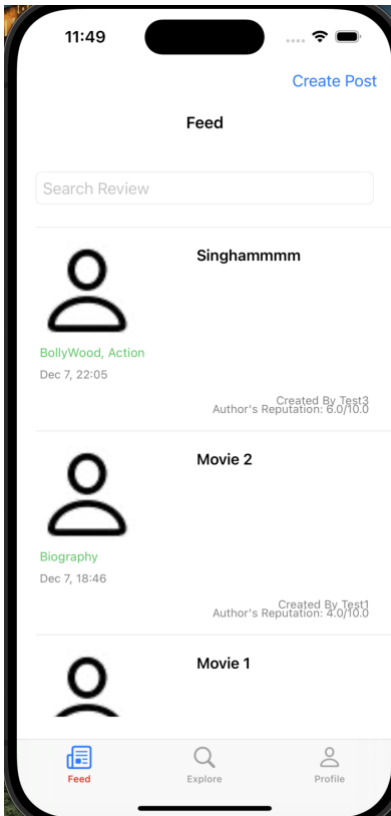 11:49
Create Post
Feed
Search Review
Singhammmm
BollyWood, Action
Dec 7, 22:05
Created By Test3
Author's Reputation: 6.0/10.0
Movie 2
Biography
Dec 7, 18:46
Created By Test1
Author's Reputation: 4.0/10.0
Movie 1
Feed
Explore
Profile